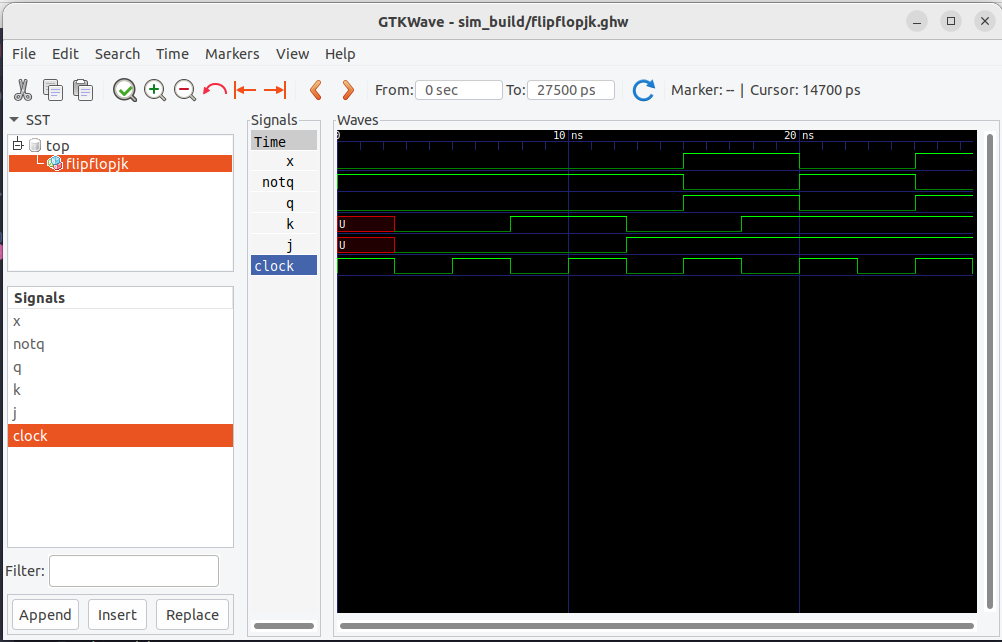 GTKWave - sim_build/flipflopjk.ghw
File Edit Search Time Markers View Help
From: 0 sec To: 27500 ps Marker: -- | Cursor: 14700 ps
SST
top
flipflopjk
Signals
x
notq
q
k
j
clock
Filter:
Append Insert Replace
Signals
Time
x
notq
q
k
j
clock
Waves
0 10 ns 20 ns
U
U